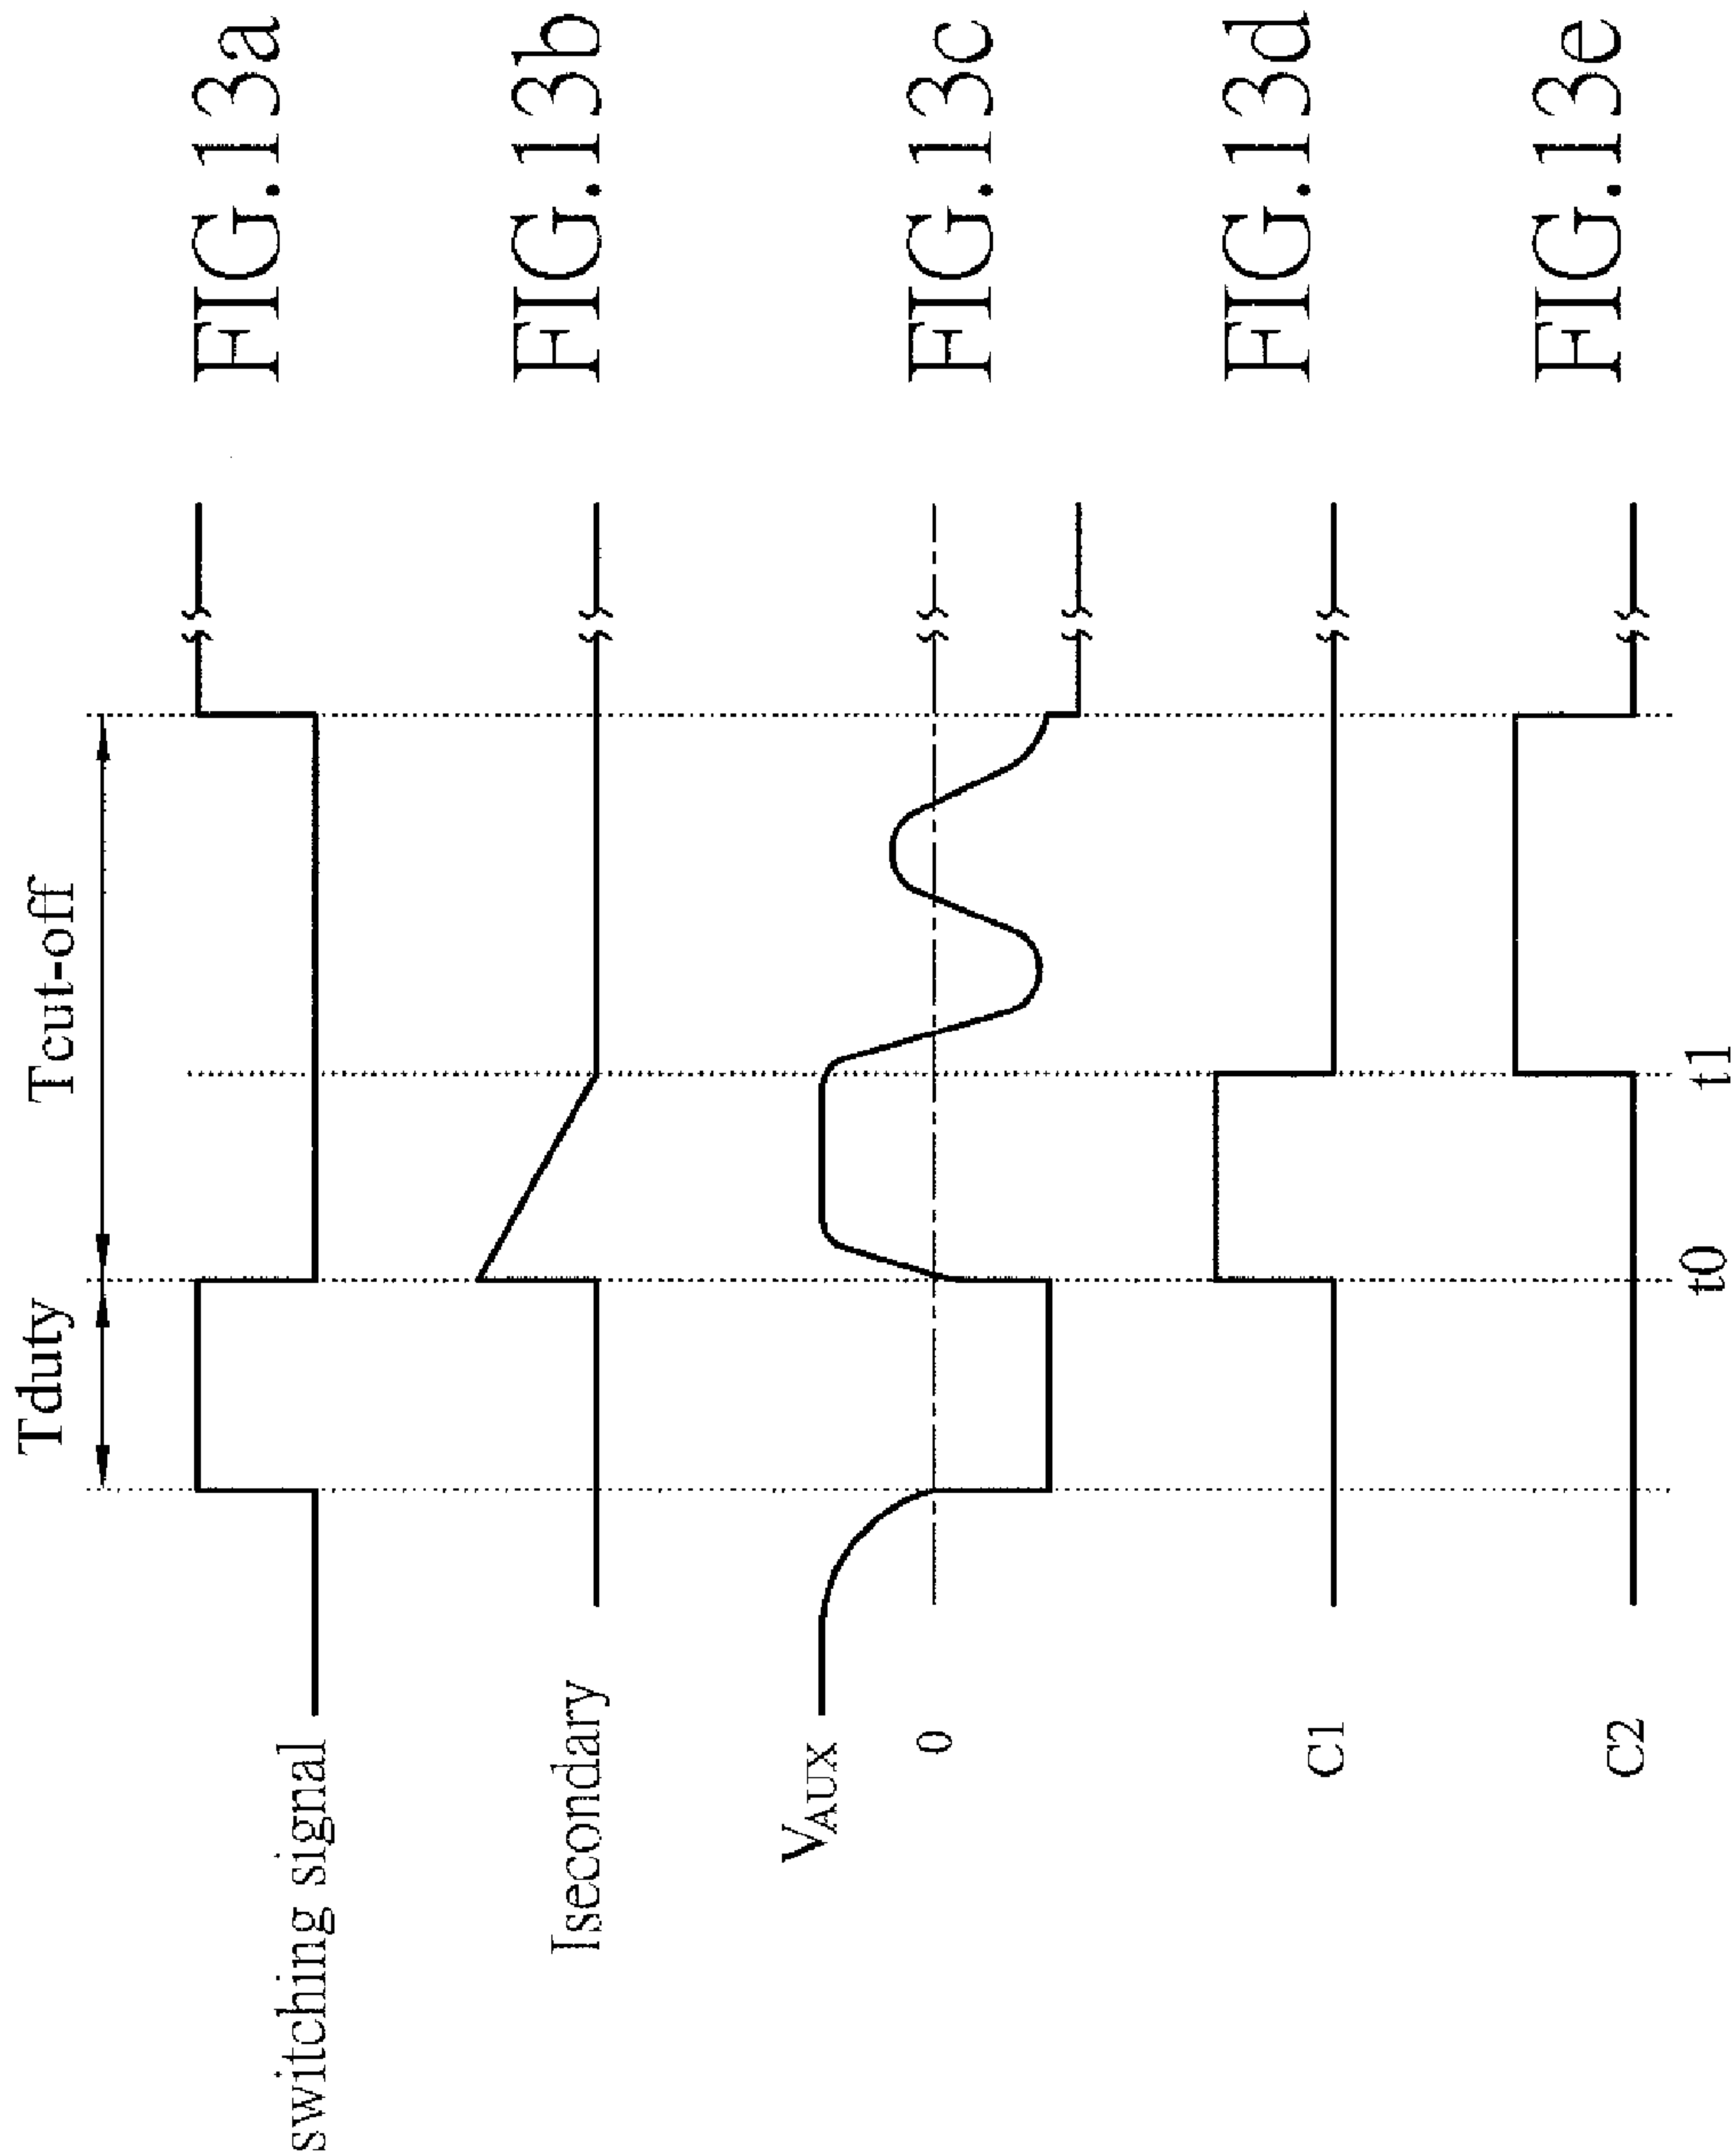 Tduty
Tcut-off
switching signal
FIG.13a
Isecondary
FIG.13b
VAUX
0
FIG.13c
C1
FIG.13d
C2
FIG.13e
t0
t1